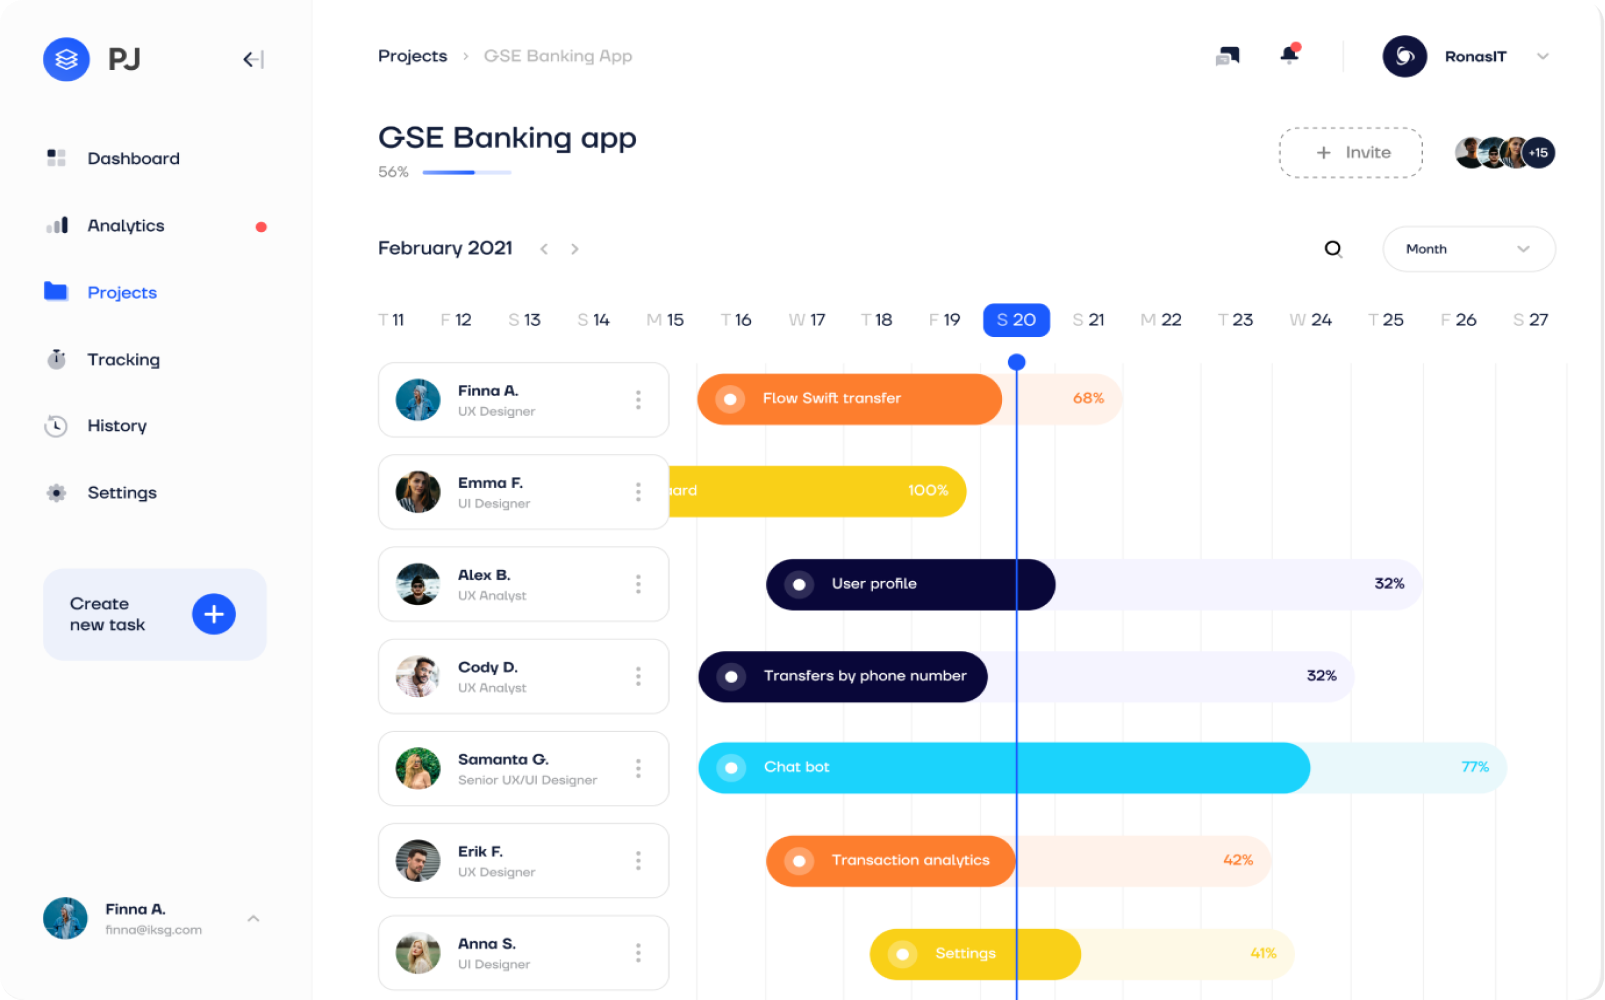 PJ
Dashboard
Analytics
Projects
Tracking
History
Settings
Create
new task
Finna A.
finna@iksg.com
Projects › GSE Banking App
RonasIT
GSE Banking app
56%
+ Invite
+15
February 2021
Month
T 11 F 12 S 13 S 14 M 15 T 16 W 17 T 18 F 19 S 20 S 21 M 22 T 23 W 24 T 25 F 26 S 27
Finna A.
UX Designer
Flow Swift transfer 68%
Emma F.
UI Designer
100%
Alex B.
UX Analyst
User profile 32%
Cody D.
UX Analyst
Transfers by phone number 32%
Samanta G.
Senior UX/UI Designer
Chat bot 77%
Erik F.
UX Designer
Transaction analytics 42%
Anna S.
UI Designer
Settings 41%